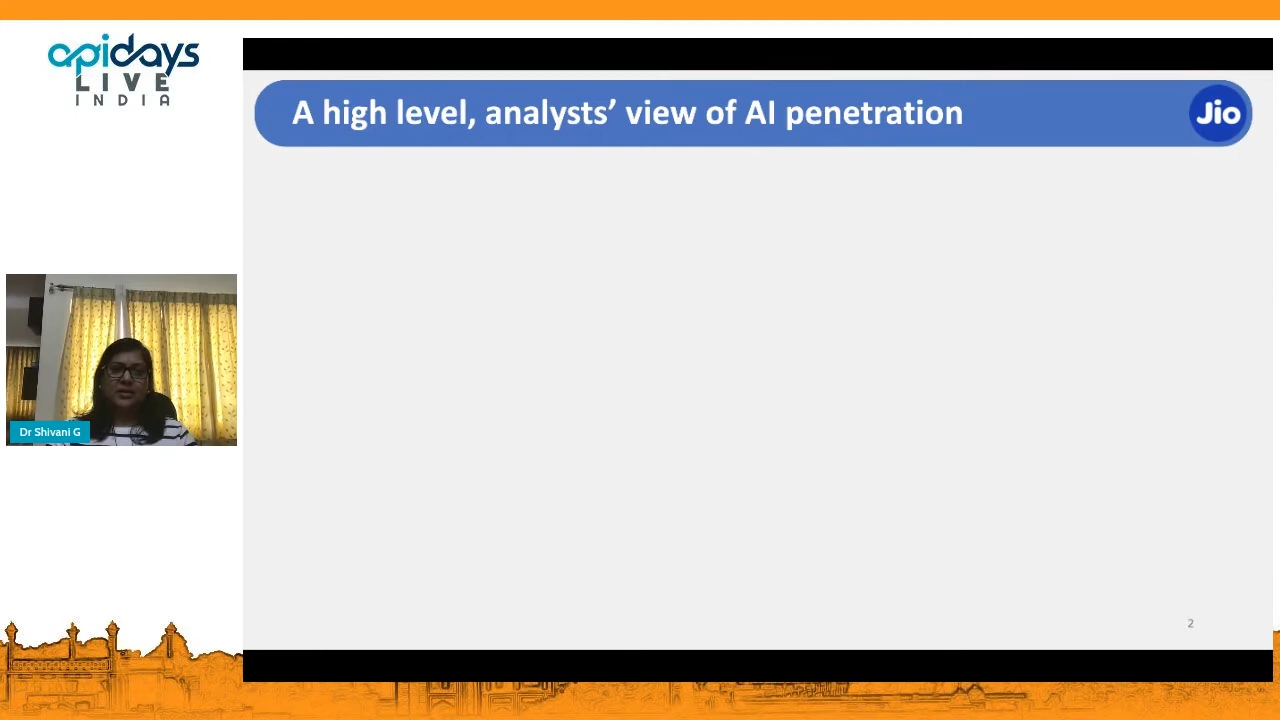 apidays
LIVE
INDIA
A high level, analysts’ view of AI penetration
Jio
Dr Shivani G
2